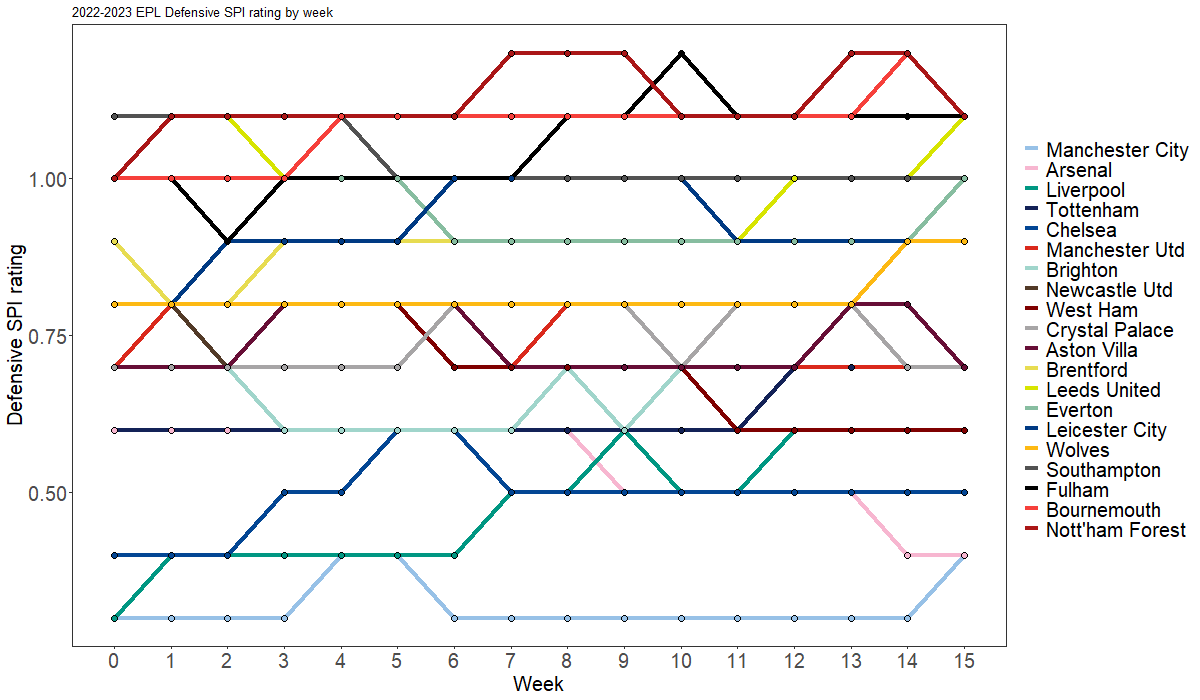 2022-2023 EPL Defensive SPI rating by week
Defensive SPI rating
1.00
0.75
0.50
0 1 2 3 4 5 6 7 8 9 10 11 12 13 14 15
Week
Manchester City
Arsenal
Liverpool
Tottenham
Chelsea
Manchester Utd
Brighton
Newcastle Utd
West Ham
Crystal Palace
Aston Villa
Brentford
Leeds United
Everton
Leicester City
Wolves
Southampton
Fulham
Bournemouth
Nott'ham Forest